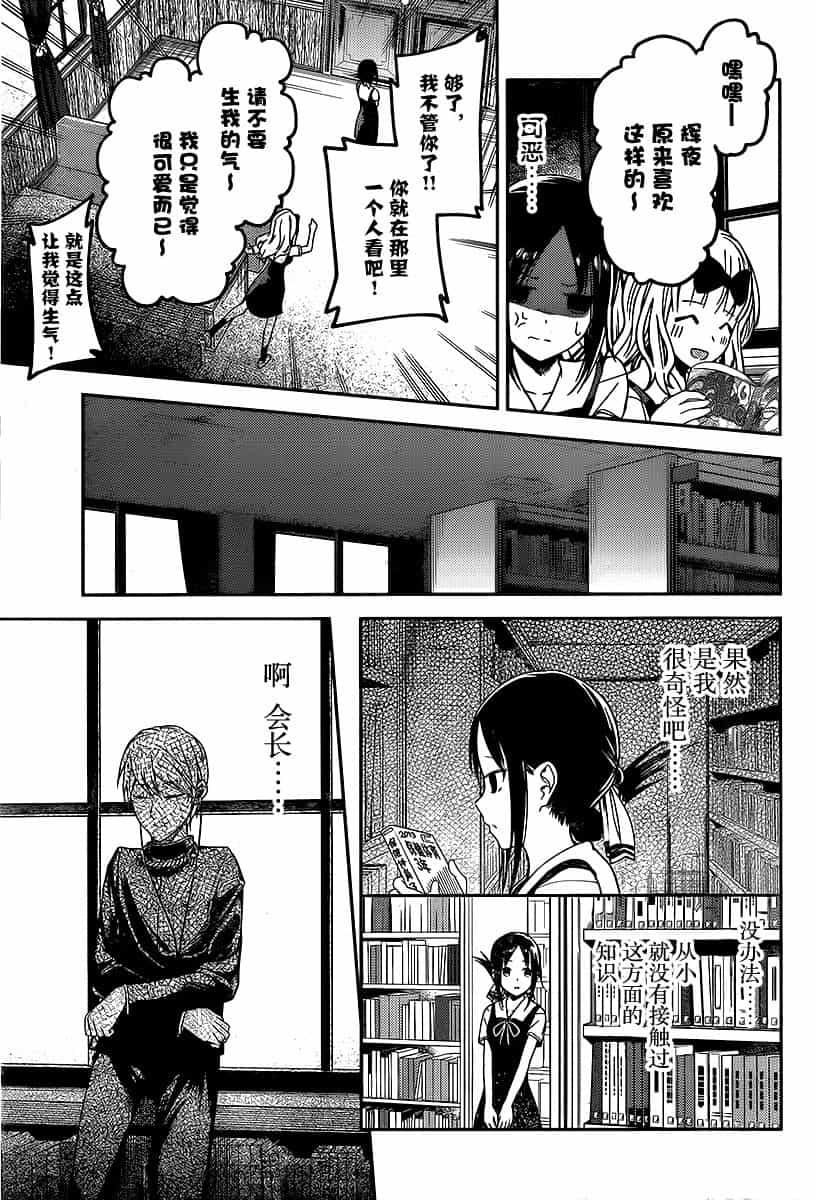 嘿嘿—
辉夜
原来喜欢
这样的～
可恶……
够了，
我不管你了!!
你就在那里
一个人看吧！
请不要
生我的气～
我只是觉得
很可爱而已～
就是这点
让我觉得生气！
果然
是我
很奇怪吧……
没办法……
从小
就没有接触过
这方面的
知识……
啊 会长……